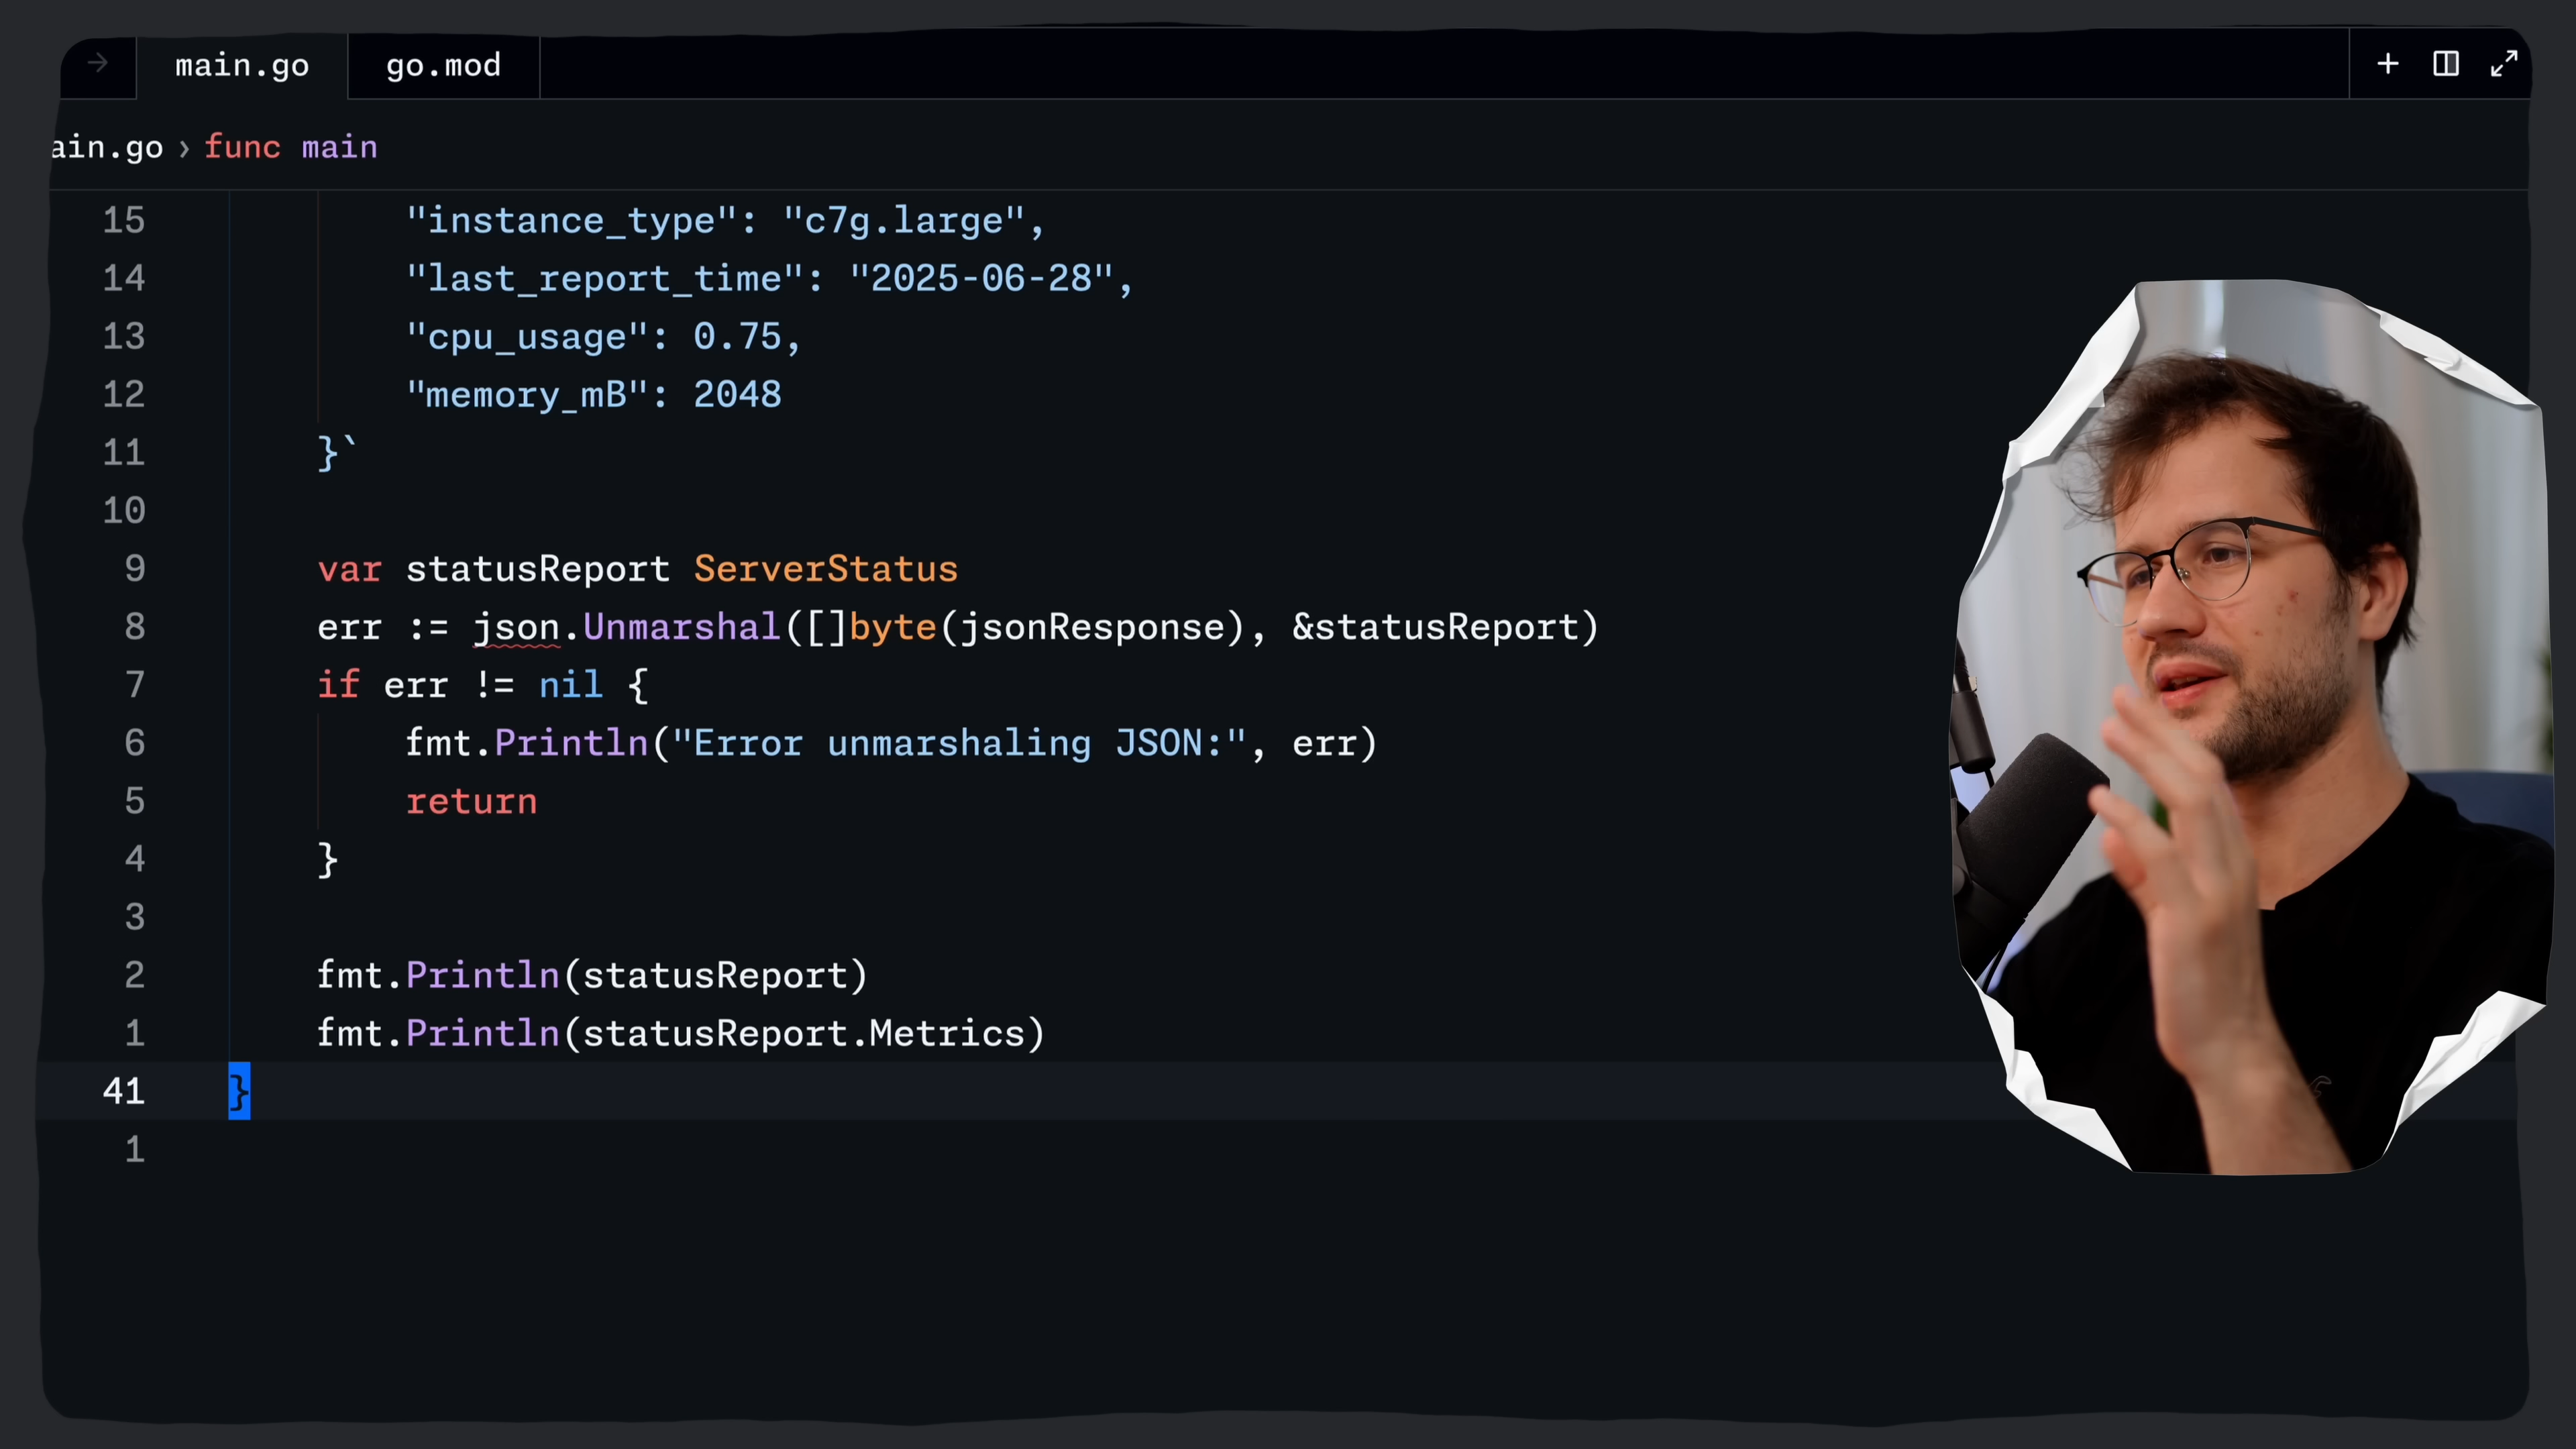 main.go go.mod
ain.go › func main
15 "instance_type": "c7g.large",
14 "last_report_time": "2025-06-28",
13 "cpu_usage": 0.75,
12 "memory_mB": 2048
11 }`
10
9 var statusReport ServerStatus
8 err := json.Unmarshal([]byte(jsonResponse), &statusReport)
7 if err != nil {
6 fmt.Println("Error unmarshaling JSON:", err)
5 return
4 }
3
2 fmt.Println(statusReport)
1 fmt.Println(statusReport.Metrics)
41 }
1